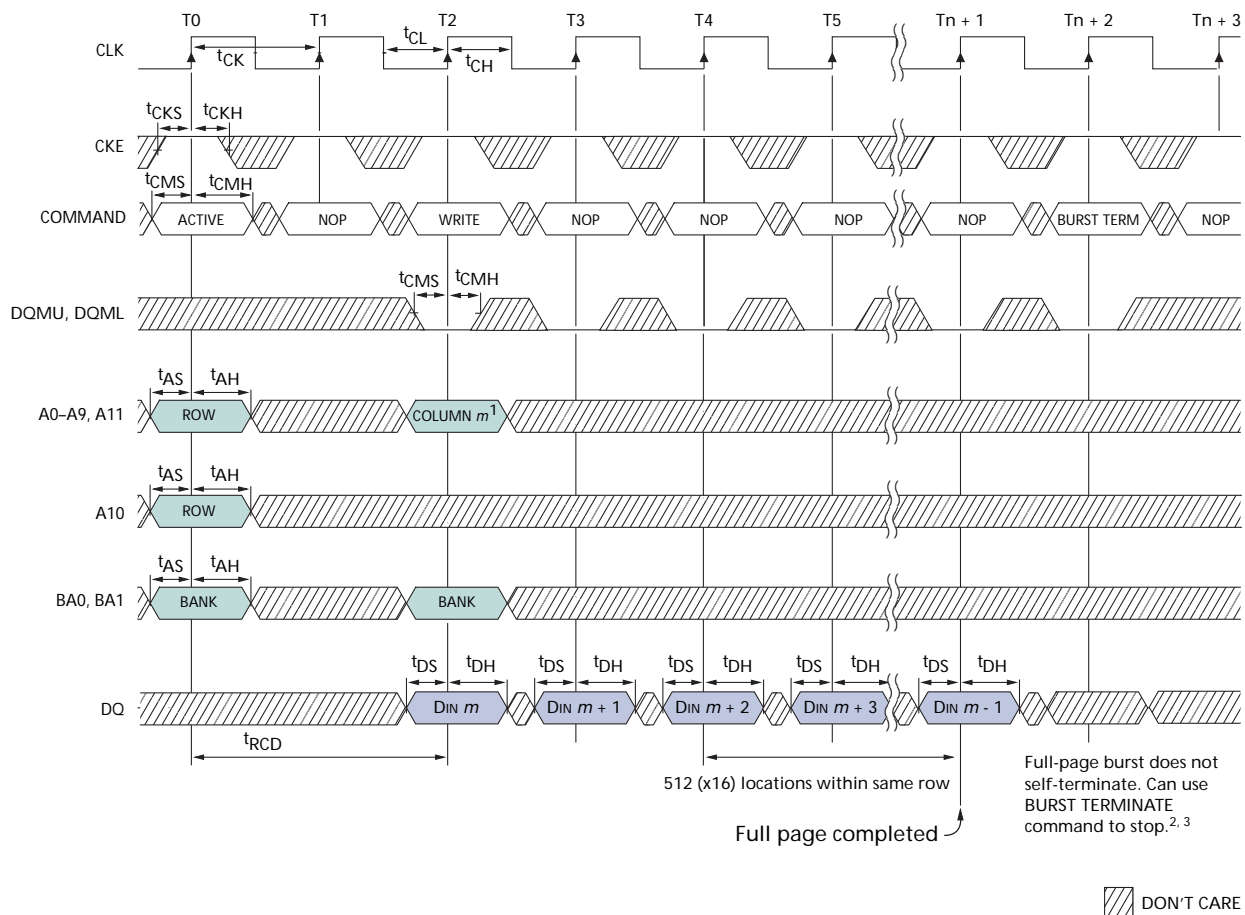 T0 T1 T2 T3 T4 T5 Tn + 1 Tn + 2 Tn + 3
CLK
tCK
tCL
tCH
tCKS
tCKH
CKE
tCMS
tCMH
COMMAND ACTIVE NOP WRITE NOP NOP NOP NOP BURST TERM NOP
tCMS
tCMH
DQMU, DQML
tAS
tAH
A0–A9, A11 ROW COLUMN m1
tAS
tAH
A10 ROW
tAS
tAH
BA0, BA1 BANK BANK
tDS tDH tDS tDH tDS tDH tDS tDH tDS tDH
DQ DIN m DIN m + 1 DIN m + 2 DIN m + 3 DIN m - 1
tRCD
512 (x16) locations within same row
Full page completed
Full-page burst does not
self-terminate. Can use
BURST TERMINATE
command to stop.2, 3
DON'T CARE